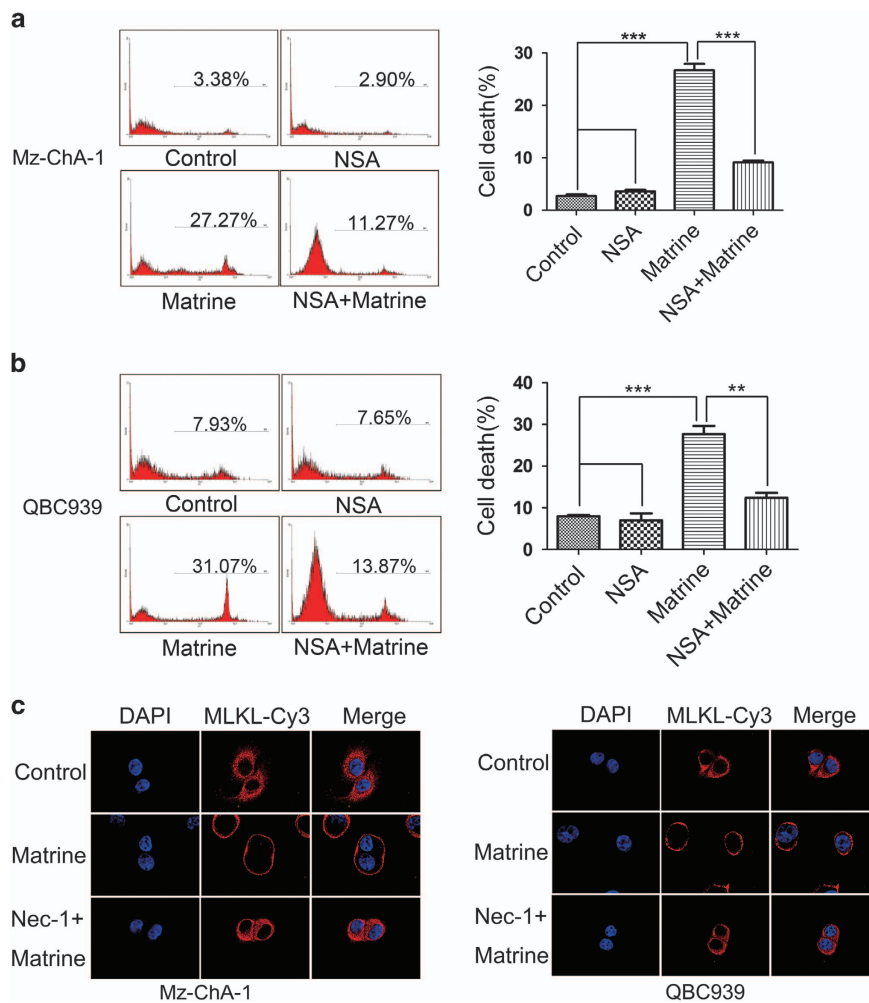 a
Mz-ChA-1
3.38%
2.90%
Control
NSA
27.27%
11.27%
Matrine
NSA+Matrine
Cell death(%)
30
20
10
0
***
***
Control
NSA
Matrine
NSA+Matrine
b
QBC939
7.93%
7.65%
Control
NSA
31.07%
13.87%
Matrine
NSA+Matrine
Cell death(%)
40
30
20
10
0
***
**
Control
NSA
Matrine
NSA+Matrine
c
DAPI MLKL-Cy3 Merge
Control
Matrine
Nec-1+
Matrine
Mz-ChA-1
DAPI MLKL-Cy3 Merge
Control
Matrine
Nec-1+
Matrine
QBC939